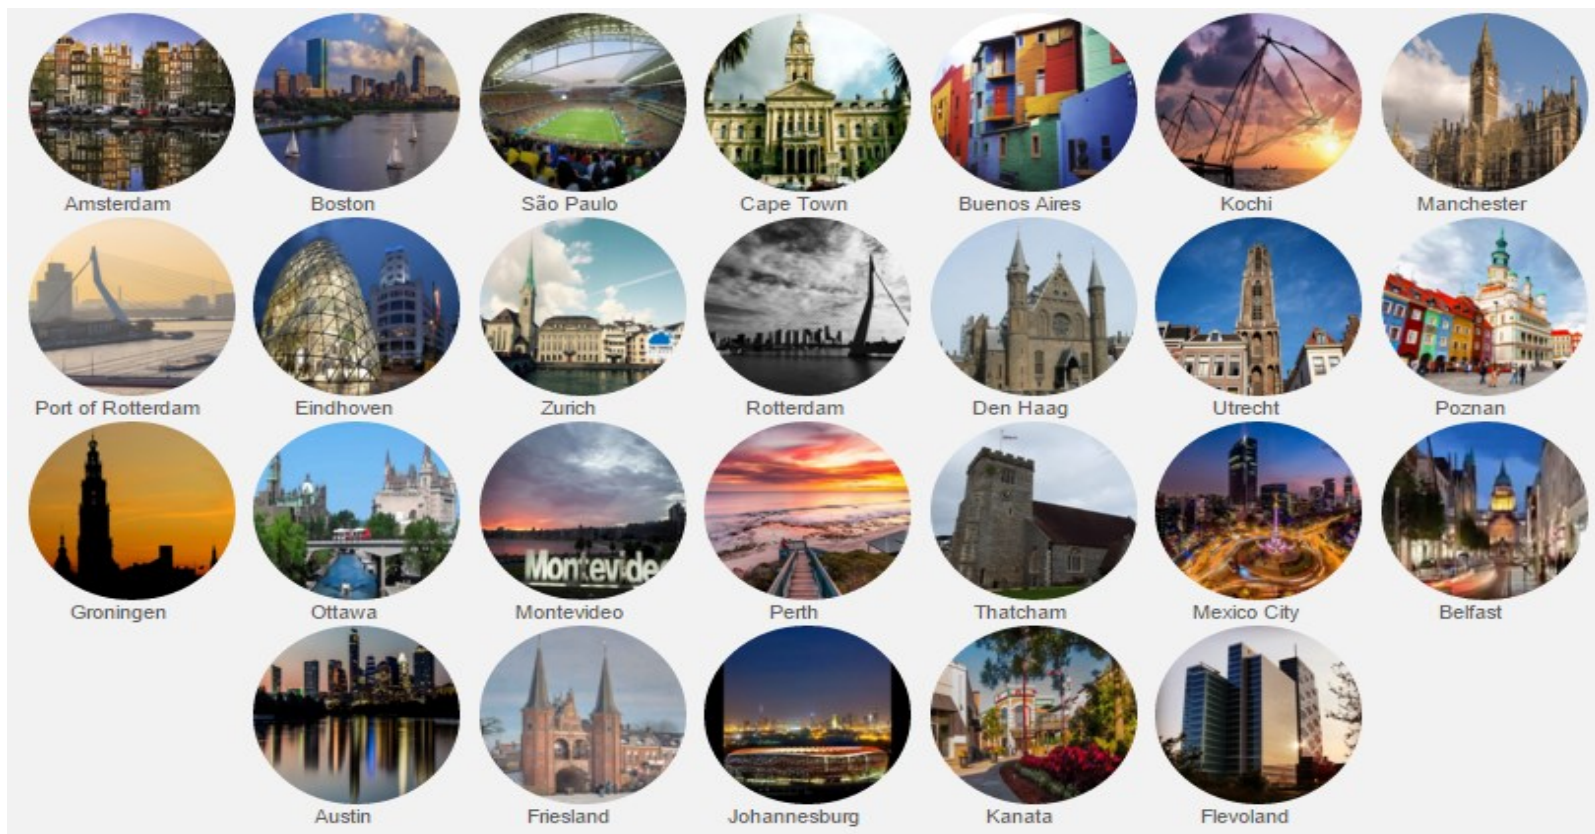 Amsterdam
Boston
São Paulo
Cape Town
Buenos Aires
Kochi
Manchester
Port of Rotterdam
Eindhoven
Zurich
Rotterdam
Den Haag
Utrecht
Poznan
Montevide
Groningen
Ottawa
Montevideo
Perth
Thatcham
Mexico City
Belfast
Austin
Friesland
Johannesburg
Kanata
Flevoland